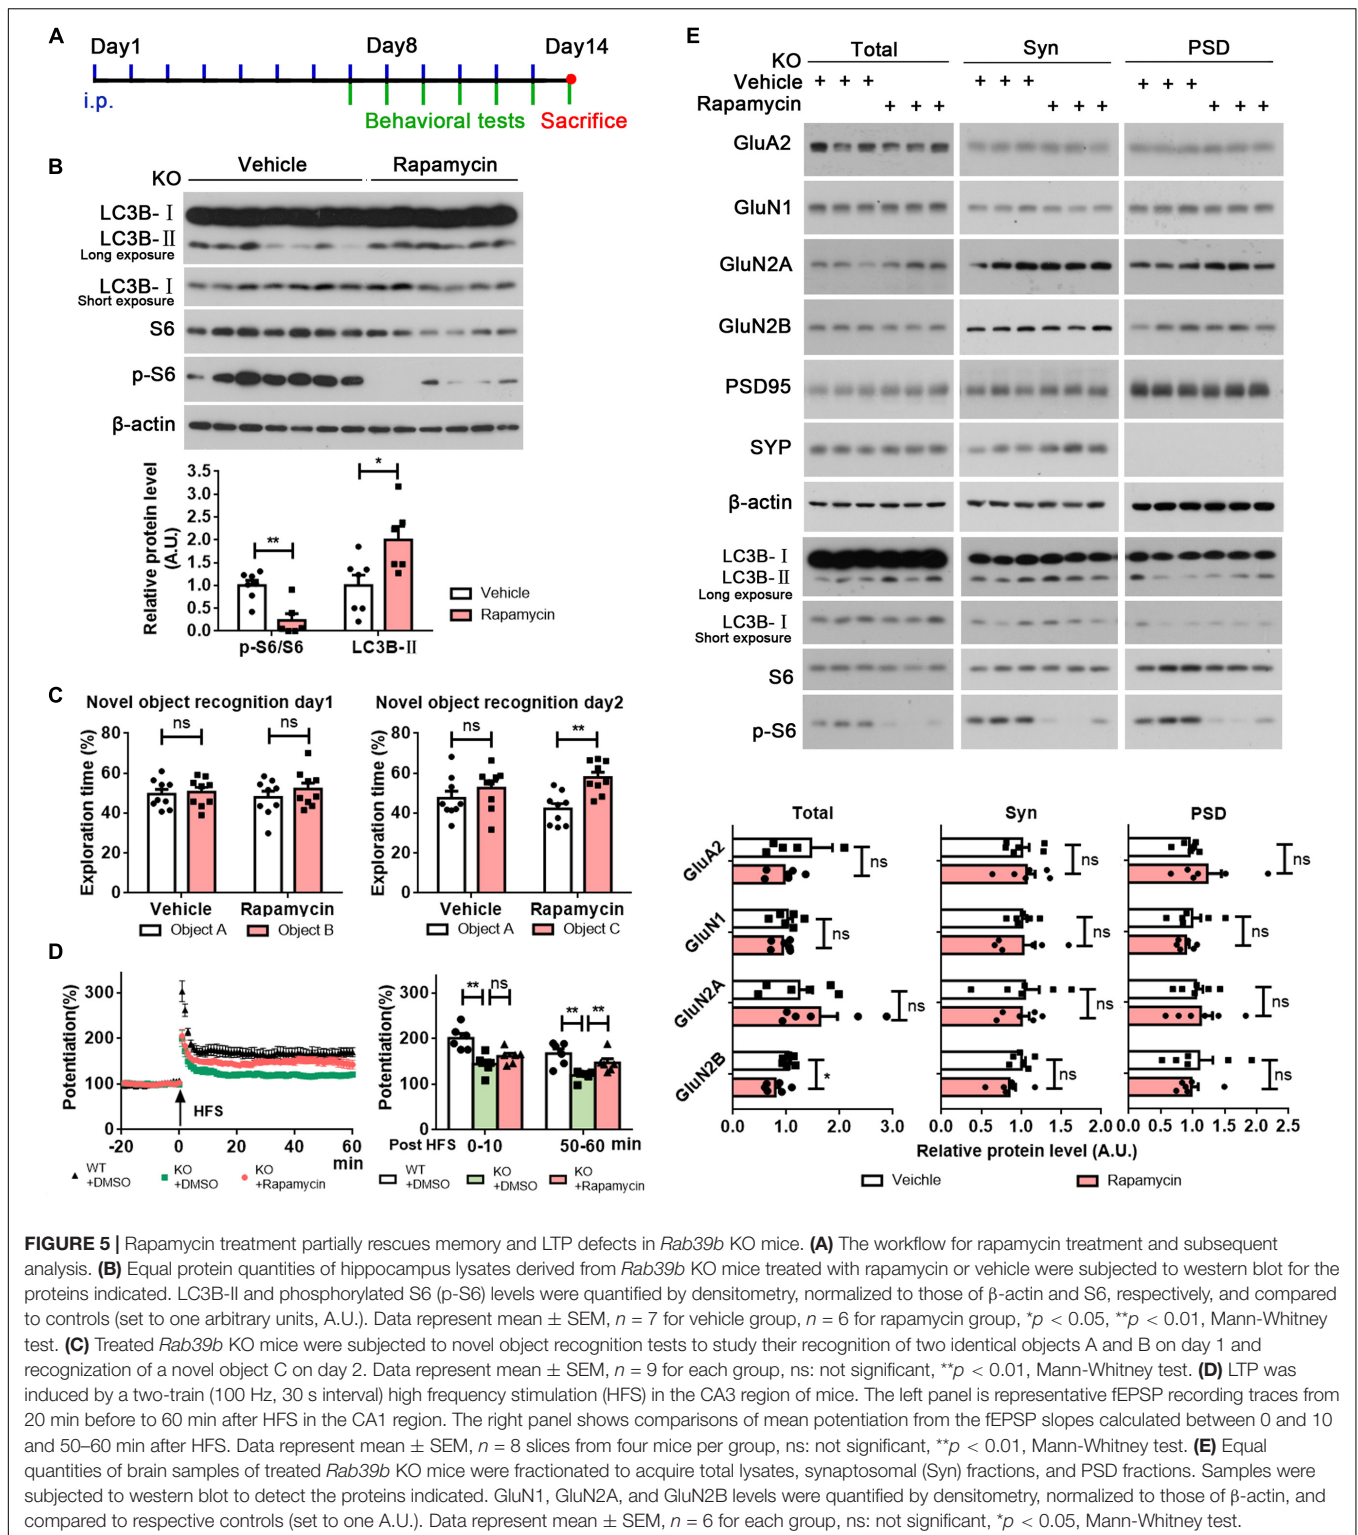 A
Day1
Day8
Day14
i.p.
Behavioral tests
Sacrifice
B
Vehicle
Rapamycin
KO
LC3B- Ⅰ
LC3B-Ⅱ
Long exposure
LC3B- Ⅰ
Short exposure
S6
p-S6
β-actin
Relative protein level
(A.U.)
3.5
3.0
2.5
2.0
1.5
1.0
0.5
0.0
**
*
p-S6/S6
LC3B-Ⅱ
Vehicle
Rapamycin
C
Novel object recognition day1
Exploration time (%)
80
60
40
20
0
ns
ns
Vehicle
Rapamycin
Object A
Object B
Novel object recognition day2
Exploration time (%)
80
60
40
20
0
ns
**
Vehicle
Rapamycin
Object A
Object C
D
Potentiation(%)
300
200
100
0
HFS
-20
0
20
40
60
min
WT
+DMSO
KO
+DMSO
KO
+Rapamycin
Potentiation(%)
300
200
100
0
** ns
** **
Post HFS
0-10
50-60
min
WT
+DMSO
KO
+DMSO
KO
+Rapamycin
E
KO
Total
Syn
PSD
Vehicle + + + + + + + + +
Rapamycin + + + + + + + + +
GluA2
GluN1
GluN2A
GluN2B
PSD95
SYP
β-actin
LC3B- Ⅰ
LC3B-Ⅱ
Long exposure
LC3B- Ⅰ
Short exposure
S6
p-S6
Total
Syn
PSD
GluA2
ns
ns
ns
GluN1
ns
ns
ns
GluN2A
ns
ns
ns
GluN2B
*
ns
ns
0.0 1.0 2.0 3.0
0.0 0.5 1.0 1.5 2.0
0.0 0.5 1.0 1.5 2.0 2.5
Relative protein level (A.U.)
Veichle
Rapamycin
FIGURE 5 | Rapamycin treatment partially rescues memory and LTP defects in Rab39b KO mice. (A) The workflow for rapamycin treatment and subsequent
analysis. (B) Equal protein quantities of hippocampus lysates derived from Rab39b KO mice treated with rapamycin or vehicle were subjected to western blot for the
proteins indicated. LC3B-II and phosphorylated S6 (p-S6) levels were quantified by densitometry, normalized to those of β-actin and S6, respectively, and compared
to controls (set to one arbitrary units, A.U.). Data represent mean ± SEM, n = 7 for vehicle group, n = 6 for rapamycin group, *p < 0.05, **p < 0.01, Mann-Whitney
test. (C) Treated Rab39b KO mice were subjected to novel object recognition tests to study their recognition of two identical objects A and B on day 1 and
recognization of a novel object C on day 2. Data represent mean ± SEM, n = 9 for each group, ns: not significant, **p < 0.01, Mann-Whitney test. (D) LTP was
induced by a two-train (100 Hz, 30 s interval) high frequency stimulation (HFS) in the CA3 region of mice. The left panel is representative fEPSP recording traces from
20 min before to 60 min after HFS in the CA1 region. The right panel shows comparisons of mean potentiation from the fEPSP slopes calculated between 0 and 10
and 50–60 min after HFS. Data represent mean ± SEM, n = 8 slices from four mice per group, ns: not significant, **p < 0.01, Mann-Whitney test. (E) Equal
quantities of brain samples of treated Rab39b KO mice were fractionated to acquire total lysates, synaptosomal (Syn) fractions, and PSD fractions. Samples were
subjected to western blot to detect the proteins indicated. GluN1, GluN2A, and GluN2B levels were quantified by densitometry, normalized to those of β-actin, and
compared to respective controls (set to one A.U.). Data represent mean ± SEM, n = 6 for each group, ns: not significant, *p < 0.05, Mann-Whitney test.